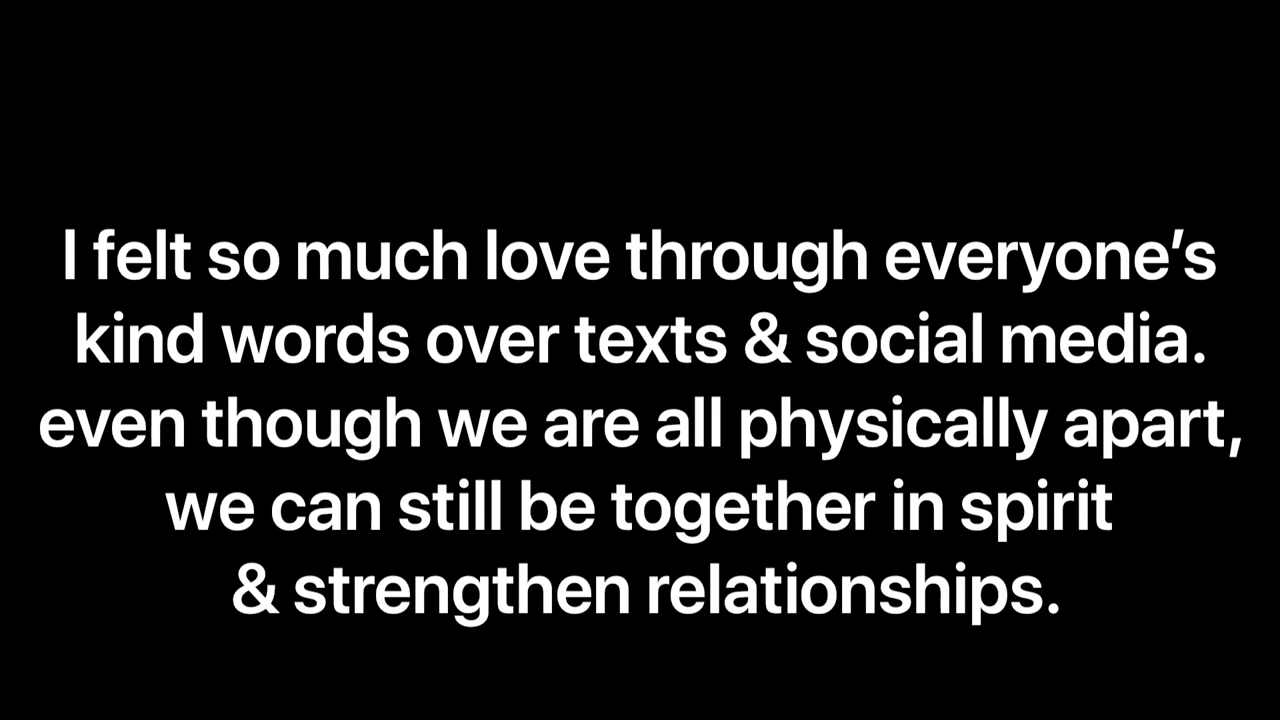 I felt so much love through everyone's
kind words over texts & social media.
even though we are all physically apart,
we can still be together in spirit
& strengthen relationships.